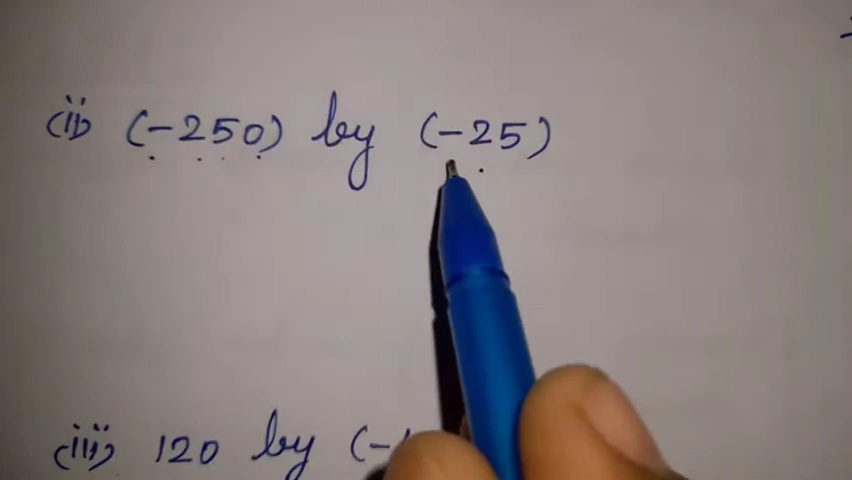 (ii) (-250) by (-25)
(iii) 120 by (-